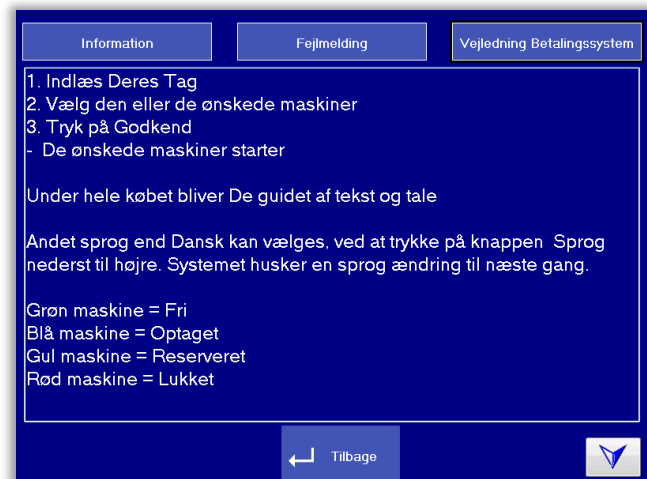 Information
Fejlmelding
Vejledning Betalingssystem
1. Indlæs Deres Tag
2. Vælg den eller de ønskede maskiner
3. Tryk på Godkend
- De ønskede maskiner starter
Under hele købet bliver De guidet af tekst og tale
Andet sprog end Dansk kan vælges, ved at trykke på knappen Sprog
nederst til højre. Systemet husker en sprog ændring til næste gang.
Grøn maskine = Fri
Blå maskine = Optaget
Gul maskine = Reserveret
Rød maskine = Lukket
Tilbage